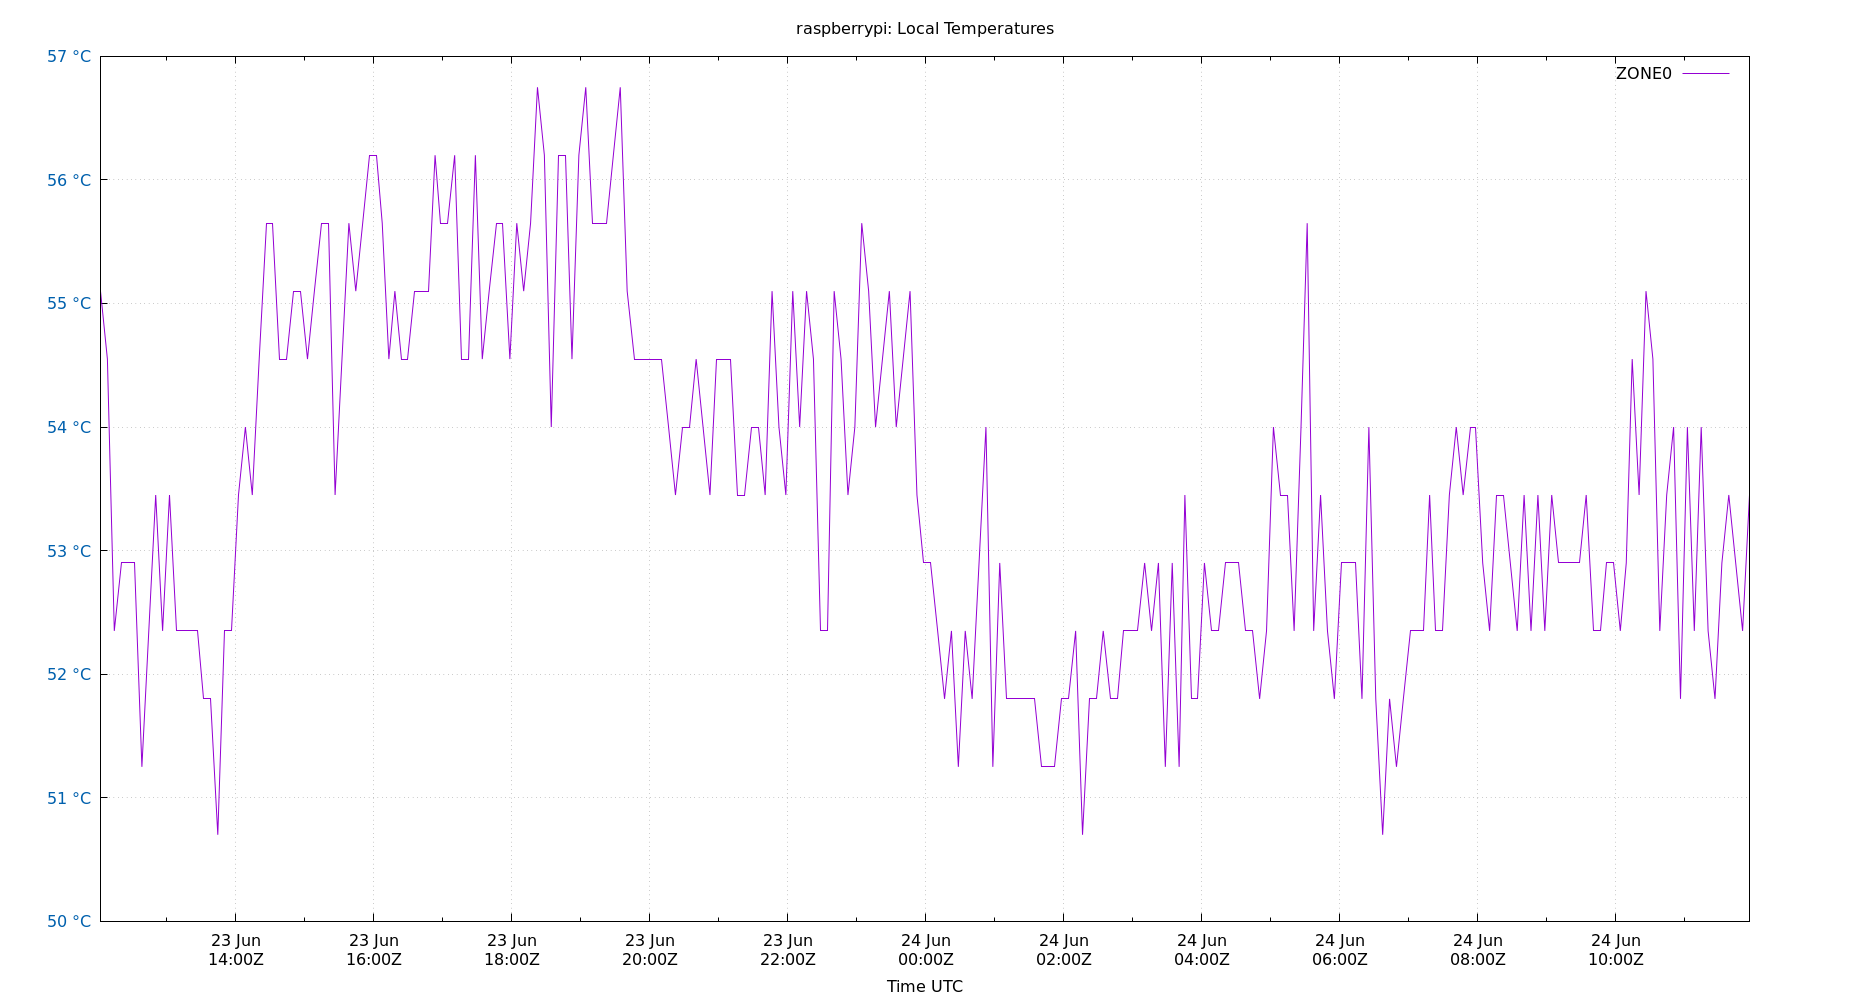 raspberrypi: Local Temperatures
57 °C
ZONE0
56 °C
55 °C
54 °C
53 °C
52 °C
51 °C
50 °C
23 Jun 23 Jun 23 Jun 23 Jun 23 Jun 24 Jun 24 Jun 24 Jun 24 Jun 24 Jun 24 Jun
14:00Z 16:00Z 18:00Z 20:00Z 22:00Z 00:00Z 02:00Z 04:00Z 06:00Z 08:00Z 10:00Z
Time UTC